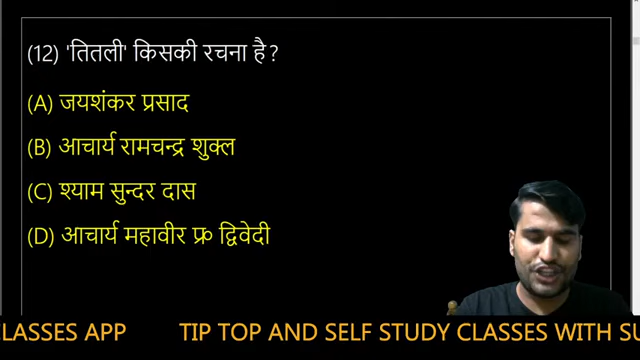 (12) 'तितली' किसकी रचना है?
(A) जयशंकर प्रसाद
(B) आचार्य रामचन्द्र शुक्ल
(C) श्याम सुन्दर दास
(D) आचार्य महावीर प्र० द्विवेदी
CLASSES APP TIP TOP AND SELF STUDY CLASSES WITH SU